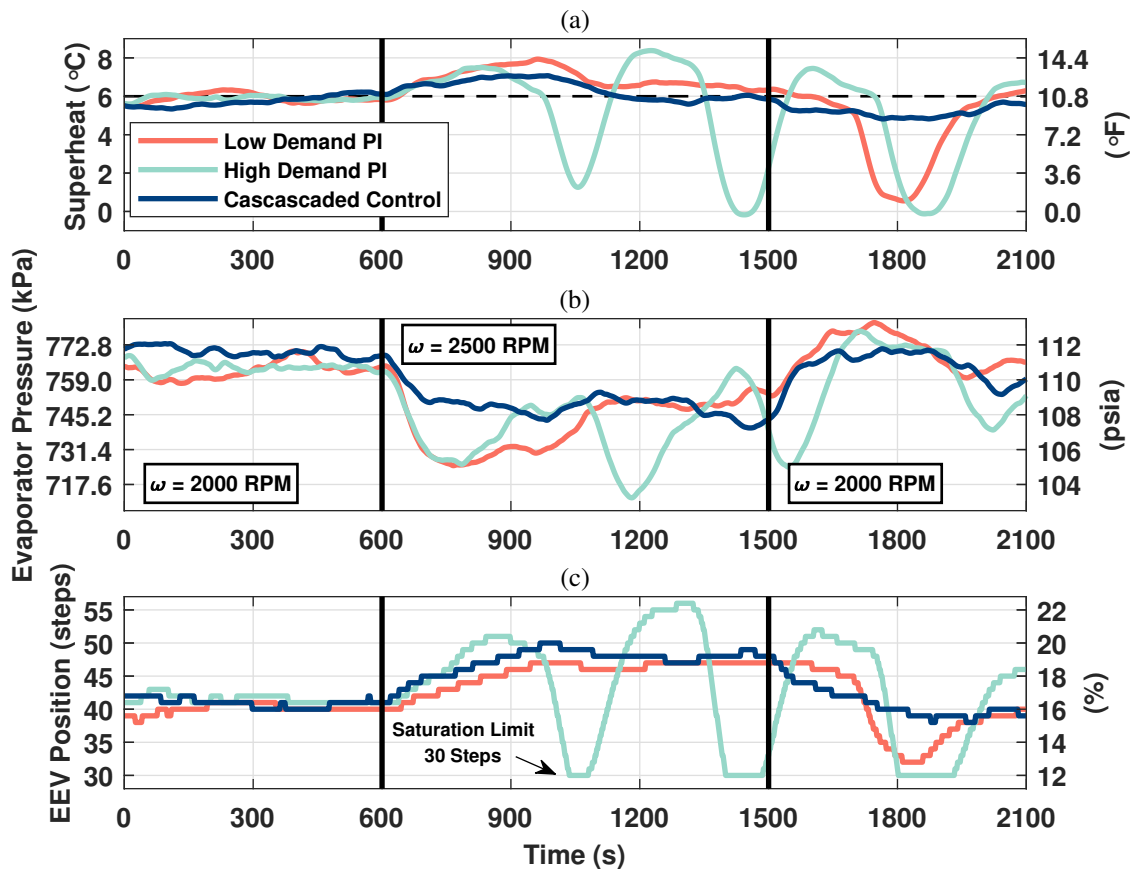 (a)
Superheat (°C)
8
6
4
2
0
14.4
10.8
7.2
3.6
0.0
(°F)
Low Demand PI
High Demand PI
Cascascaded Control
0 300 600 900 1200 1500 1800 2100
(b)
Evaporator Pressure (kPa)
772.8
759.0
745.2
731.4
717.6
112
110
108
106
104
(psia)
ω = 2500 RPM
ω = 2000 RPM
ω = 2000 RPM
0 300 600 900 1200 1500 1800 2100
(c)
EEV Position (steps)
55
50
45
40
35
30
22
20
18
16
14
12
(%)
Saturation Limit
30 Steps
0 300 600 900 1200 1500 1800 2100
Time (s)